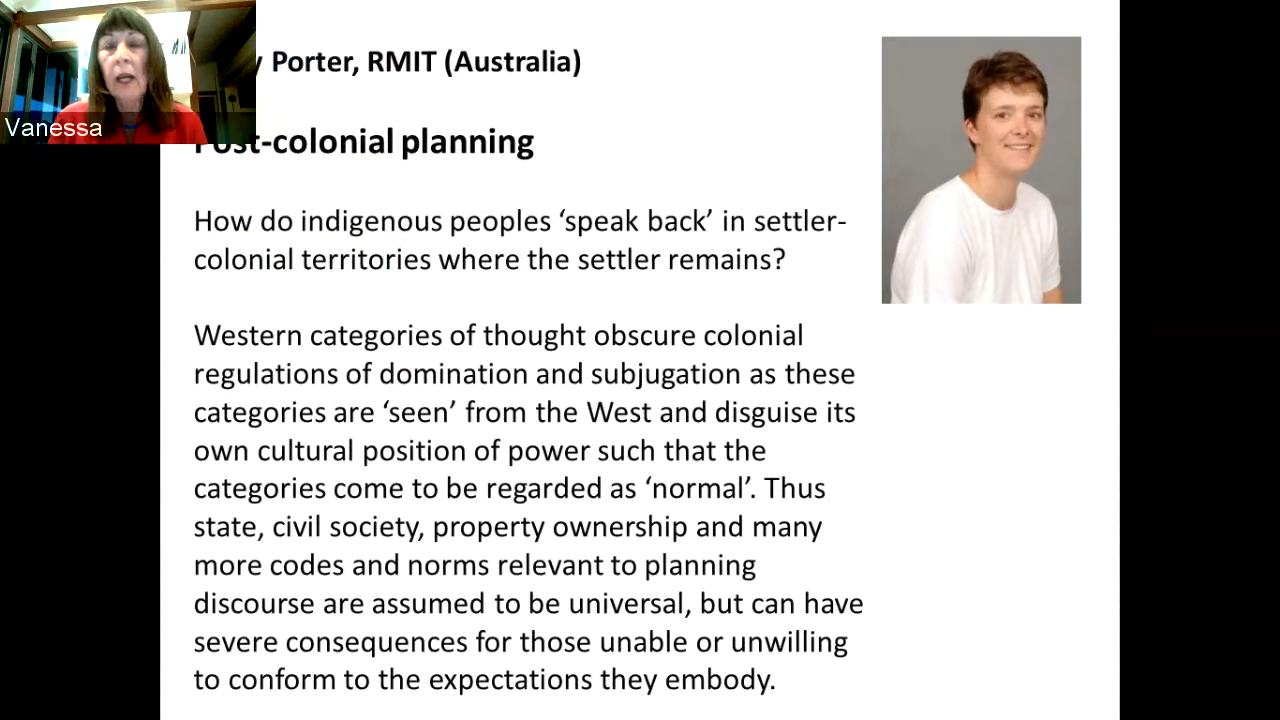 Porter, RMIT (Australia)
Vanessa
Post-colonial planning
How do indigenous peoples ‘speak back’ in settler-
colonial territories where the settler remains?
Western categories of thought obscure colonial
regulations of domination and subjugation as these
categories are ‘seen’ from the West and disguise its
own cultural position of power such that the
categories come to be regarded as ‘normal’. Thus
state, civil society, property ownership and many
more codes and norms relevant to planning
discourse are assumed to be universal, but can have
severe consequences for those unable or unwilling
to conform to the expectations they embody.